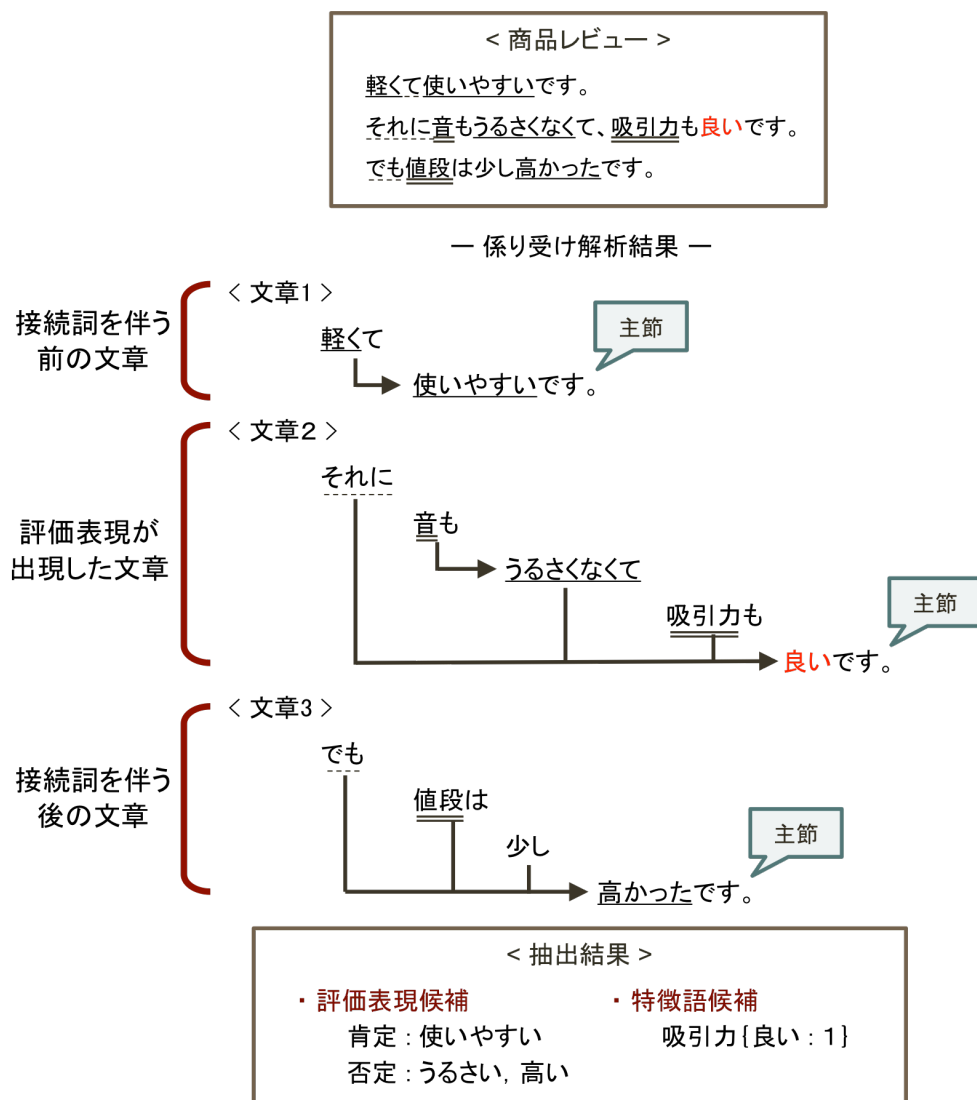 < 商品レビュー >
軽くて使いやすいです。
それに音もうるさくなくて、吸引力も良いです。
でも値段は少し高かったです。
― 係り受け解析結果 ―
接続詞を伴う
前の文章
< 文章1 >
主節
軽くて
使いやすいです。
評価表現が
出現した文章
< 文章2 >
それに
音も
うるさくなくて
吸引力も
主節
良いです。
接続詞を伴う
後の文章
< 文章3 >
でも
値段は
少し
主節
高かったです。
< 抽出結果 >
・ 評価表現候補
肯定 : 使いやすい
否定 : うるさい, 高い
・ 特徴語候補
吸引力{良い : 1}